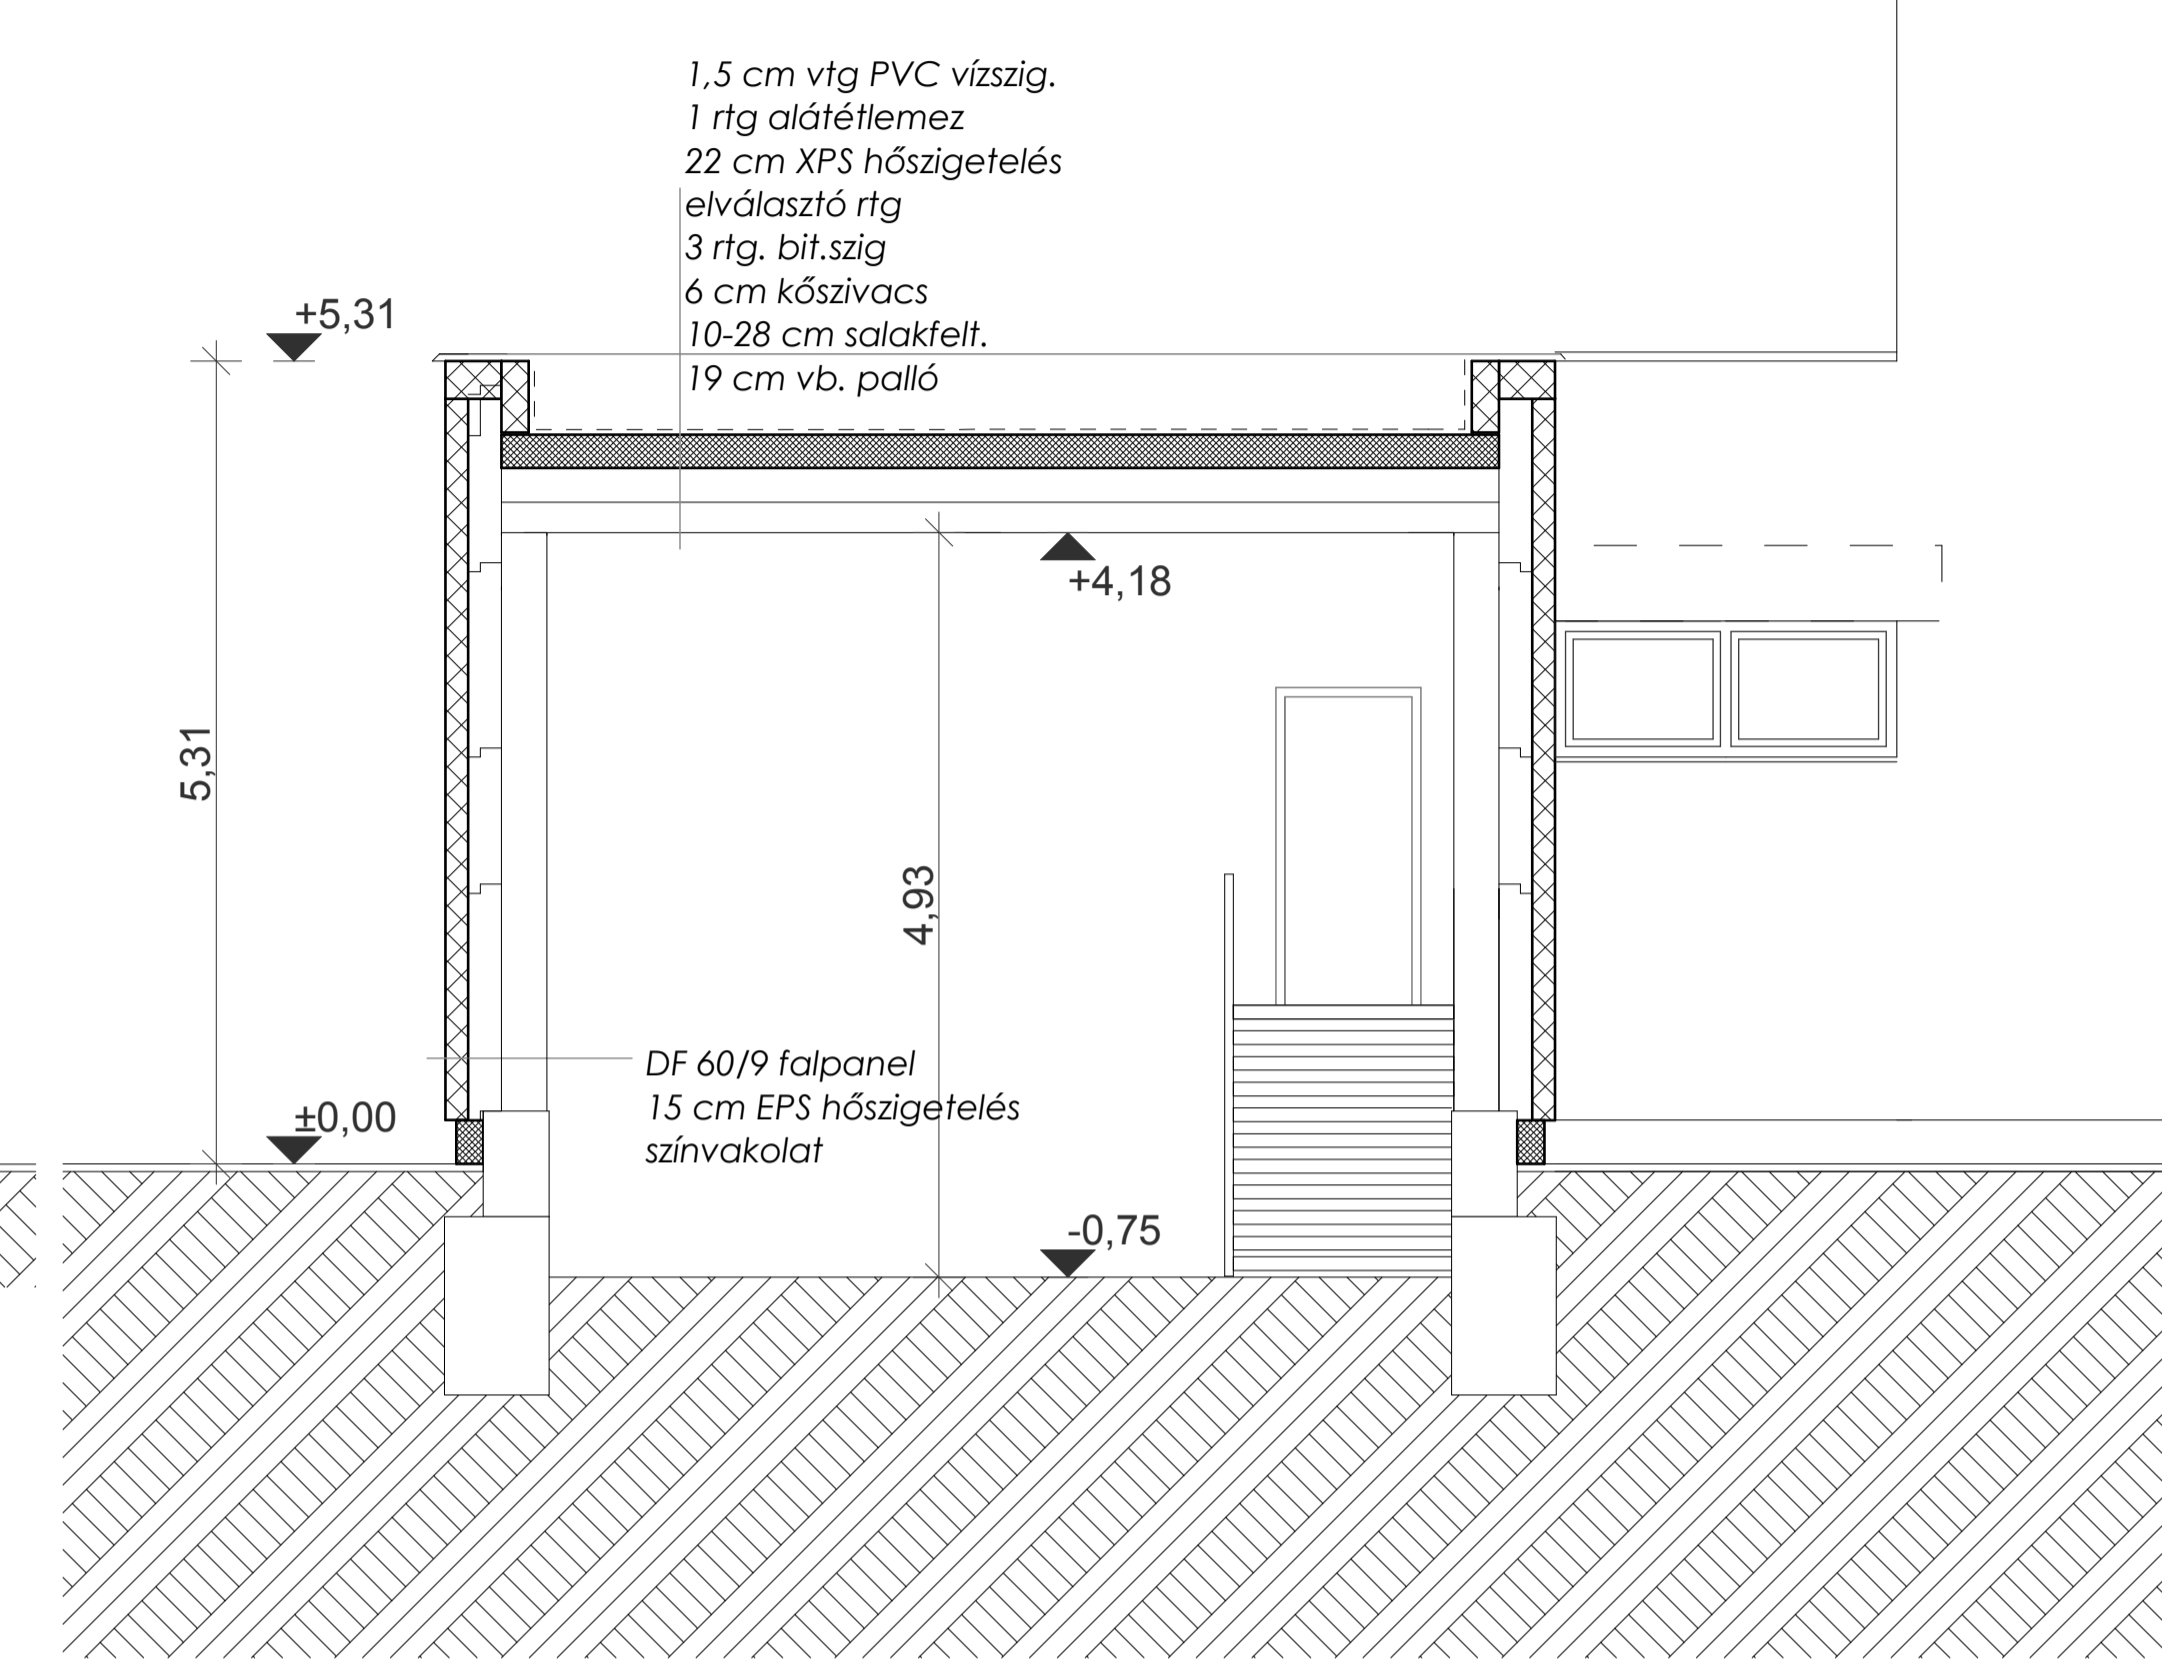 1,5 cm vtg PVC vízszig.
1 rtg alátétlemez
22 cm XPS hőszigetelés
elválasztó rtg
3 rtg. bit.szig
6 cm kőszivacs
10-28 cm salakfelt.
19 cm vb. palló
+5,31
+4,18
5,31
4,93
DF 60/9 falpanel
15 cm EPS hőszigetelés
színvakolat
±0,00
-0,75